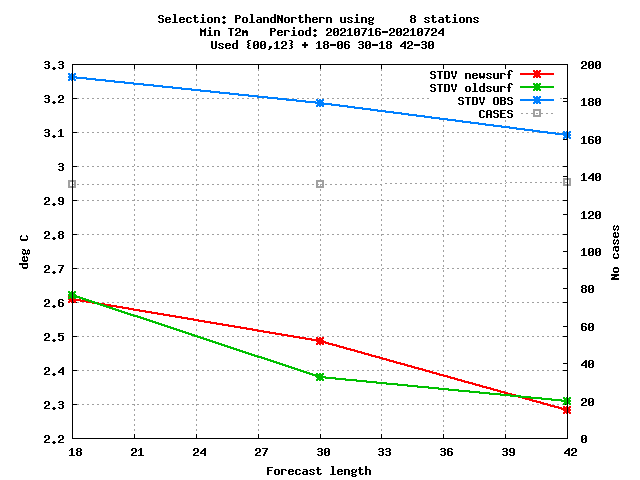 Selection: PolandNorthern using     8 stations
Min T2m   Period: 20210716-20210724
Used {00,12} + 18-06 30-18 42-30
STDV newsurf
STDV oldsurf
STDV OBS
CASES
3.3
3.2
3.1
3
2.9
2.8
2.7
2.6
2.5
2.4
2.3
2.2
deg C
200
180
160
140
120
100
80
60
40
20
0
No cases
18 21 24 27 30 33 36 39 42
Forecast length